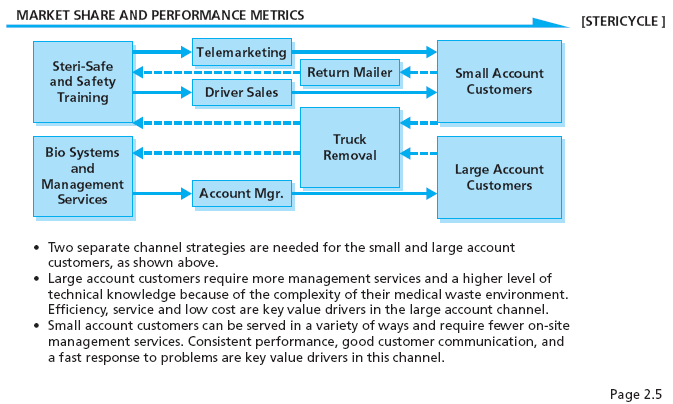 MARKET SHARE AND PERFORMANCE METRICS
[STERICYCLE ]
Steri-Safe
and Safety
Training
Telemarketing
Return Mailer
Driver Sales
Small Account
Customers
Truck
Removal
Bio Systems
and
Management
Services
Account Mgr.
Large Account
Customers
• Two separate channel strategies are needed for the small and large account
customers, as shown above.
• Large account customers require more management services and a higher level of
technical knowledge because of the complexity of their medical waste environment.
Efficiency, service and low cost are key value drivers in the large account channel.
• Small account customers can be served in a variety of ways and require fewer on-site
management services. Consistent performance, good customer communication, and
a fast response to problems are key value drivers in this channel.
Page 2.5